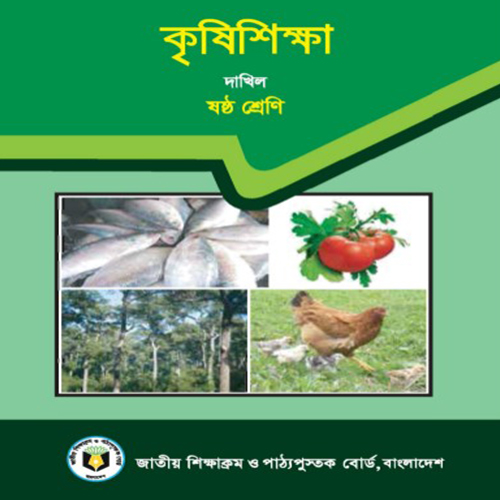 কৃষিশিক্ষা
দাখিল
ষষ্ঠ শ্রেণি
জাতীয় শিক্ষাক্রম ও পাঠ্যপুস্তক বোর্ড, বাংলাদেশ